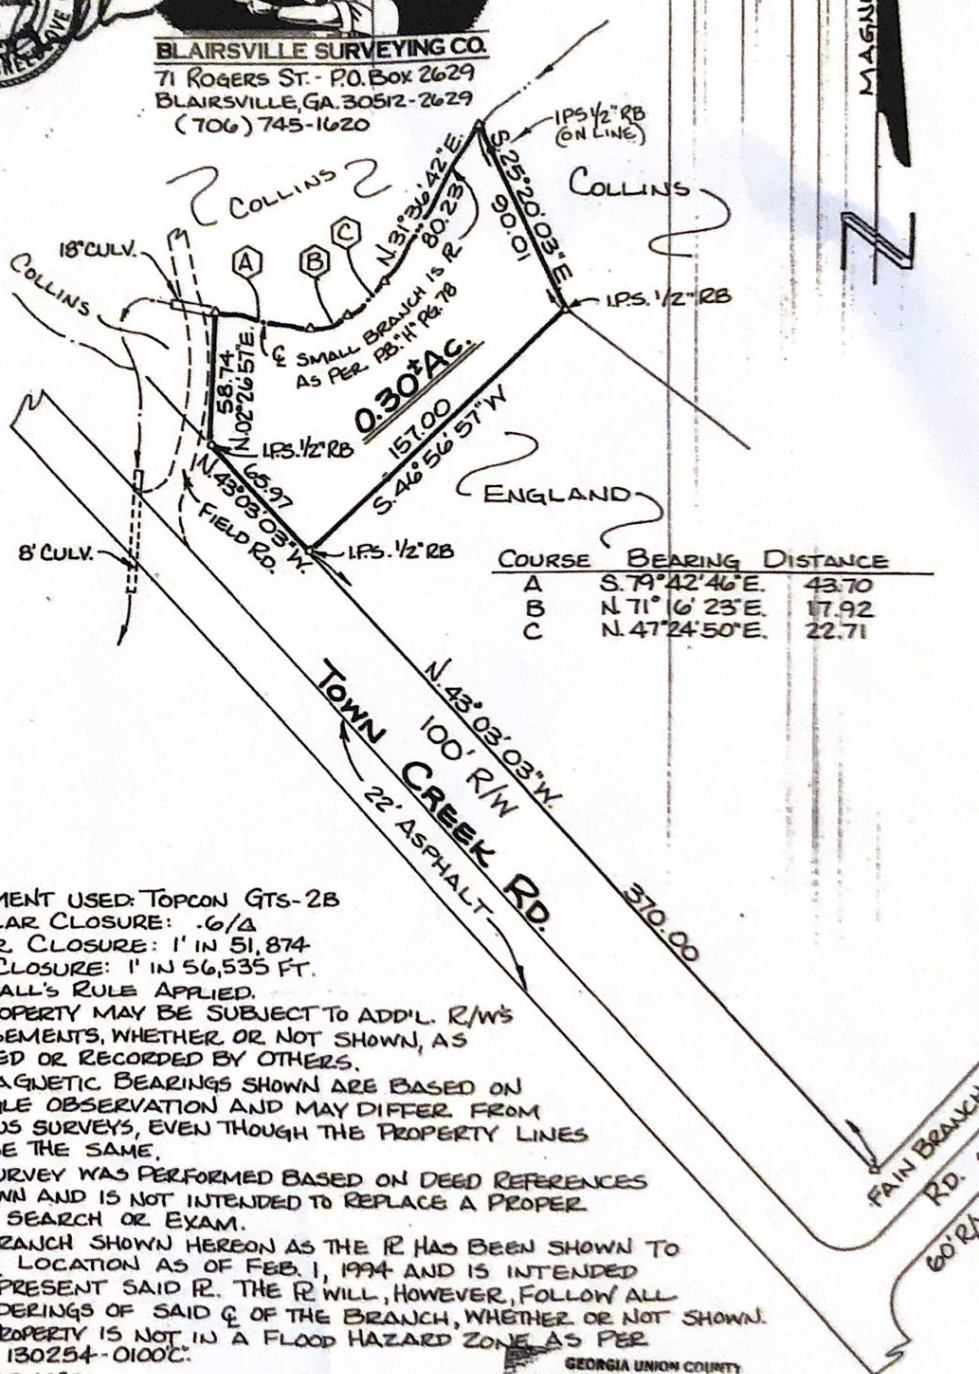 BLAIRSVILLE SURVEYING CO.
71 ROGERS ST. - P.O. BOX 2629
BLAIRSVILLE, GA. 30512-2629
(706) 745-1620
MAGN
N
I.P.S. 1/2" RB
(ON LINE)
COLLINS
COLLINS
COLLINS
18" CULV.
A
B
C
N. 31° 36' 42" E.
80.23
S. 25° 20' 03" E.
90.01
I.P.S. 1/2" RB
℄ SMALL BRANCH IS ⅊
AS PER P.B. "H" PG. 78
0.30± AC.
58.74
N. 02° 26' 57" E.
I.P.S. 1/2" RB
157.00
S. 46° 56' 57" W
65.97
N. 43° 03' 03" W.
FIELD RD.
ENGLAND
8' CULV.
I.P.S. 1/2" RB
COURSE BEARING DISTANCE
A S. 79° 42' 46" E. 43.70
B N. 71° 16' 23" E. 17.92
C N. 47° 24' 50" E. 22.71
N. 43° 03' 03" W.
100' R/W
TOWN CREEK RD.
22' ASPHALT
370.00
FAIN BRANCH
RD.
60' R/
MENT USED: TOPCON GTS-2B
LAR CLOSURE: .6/Δ
R CLOSURE: 1' IN 51,874
CLOSURE: 1' IN 56,535 FT.
ALL'S RULE APPLIED.
OPERTY MAY BE SUBJECT TO ADD'L. R/W'S
SEMENTS, WHETHER OR NOT SHOWN, AS
ED OR RECORDED BY OTHERS.
AGNETIC BEARINGS SHOWN ARE BASED ON
GLE OBSERVATION AND MAY DIFFER FROM
US SURVEYS, EVEN THOUGH THE PROPERTY LINES
E THE SAME.
URVEY WAS PERFORMED BASED ON DEED REFERENCES
WN AND IS NOT INTENDED TO REPLACE A PROPER
SEARCH OR EXAM.
RANCH SHOWN HEREON AS THE ⅊ HAS BEEN SHOWN TO
LOCATION AS OF FEB. 1, 1994 AND IS INTENDED
PRESENT SAID ⅊. THE ⅊ WILL, HOWEVER, FOLLOW ALL
DERINGS OF SAID ℄ OF THE BRANCH, WHETHER OR NOT SHOWN.
ROPERTY IS NOT IN A FLOOD HAZARD ZONE AS PER
130254-0100"C".
GEORGIA UNION COUNTY